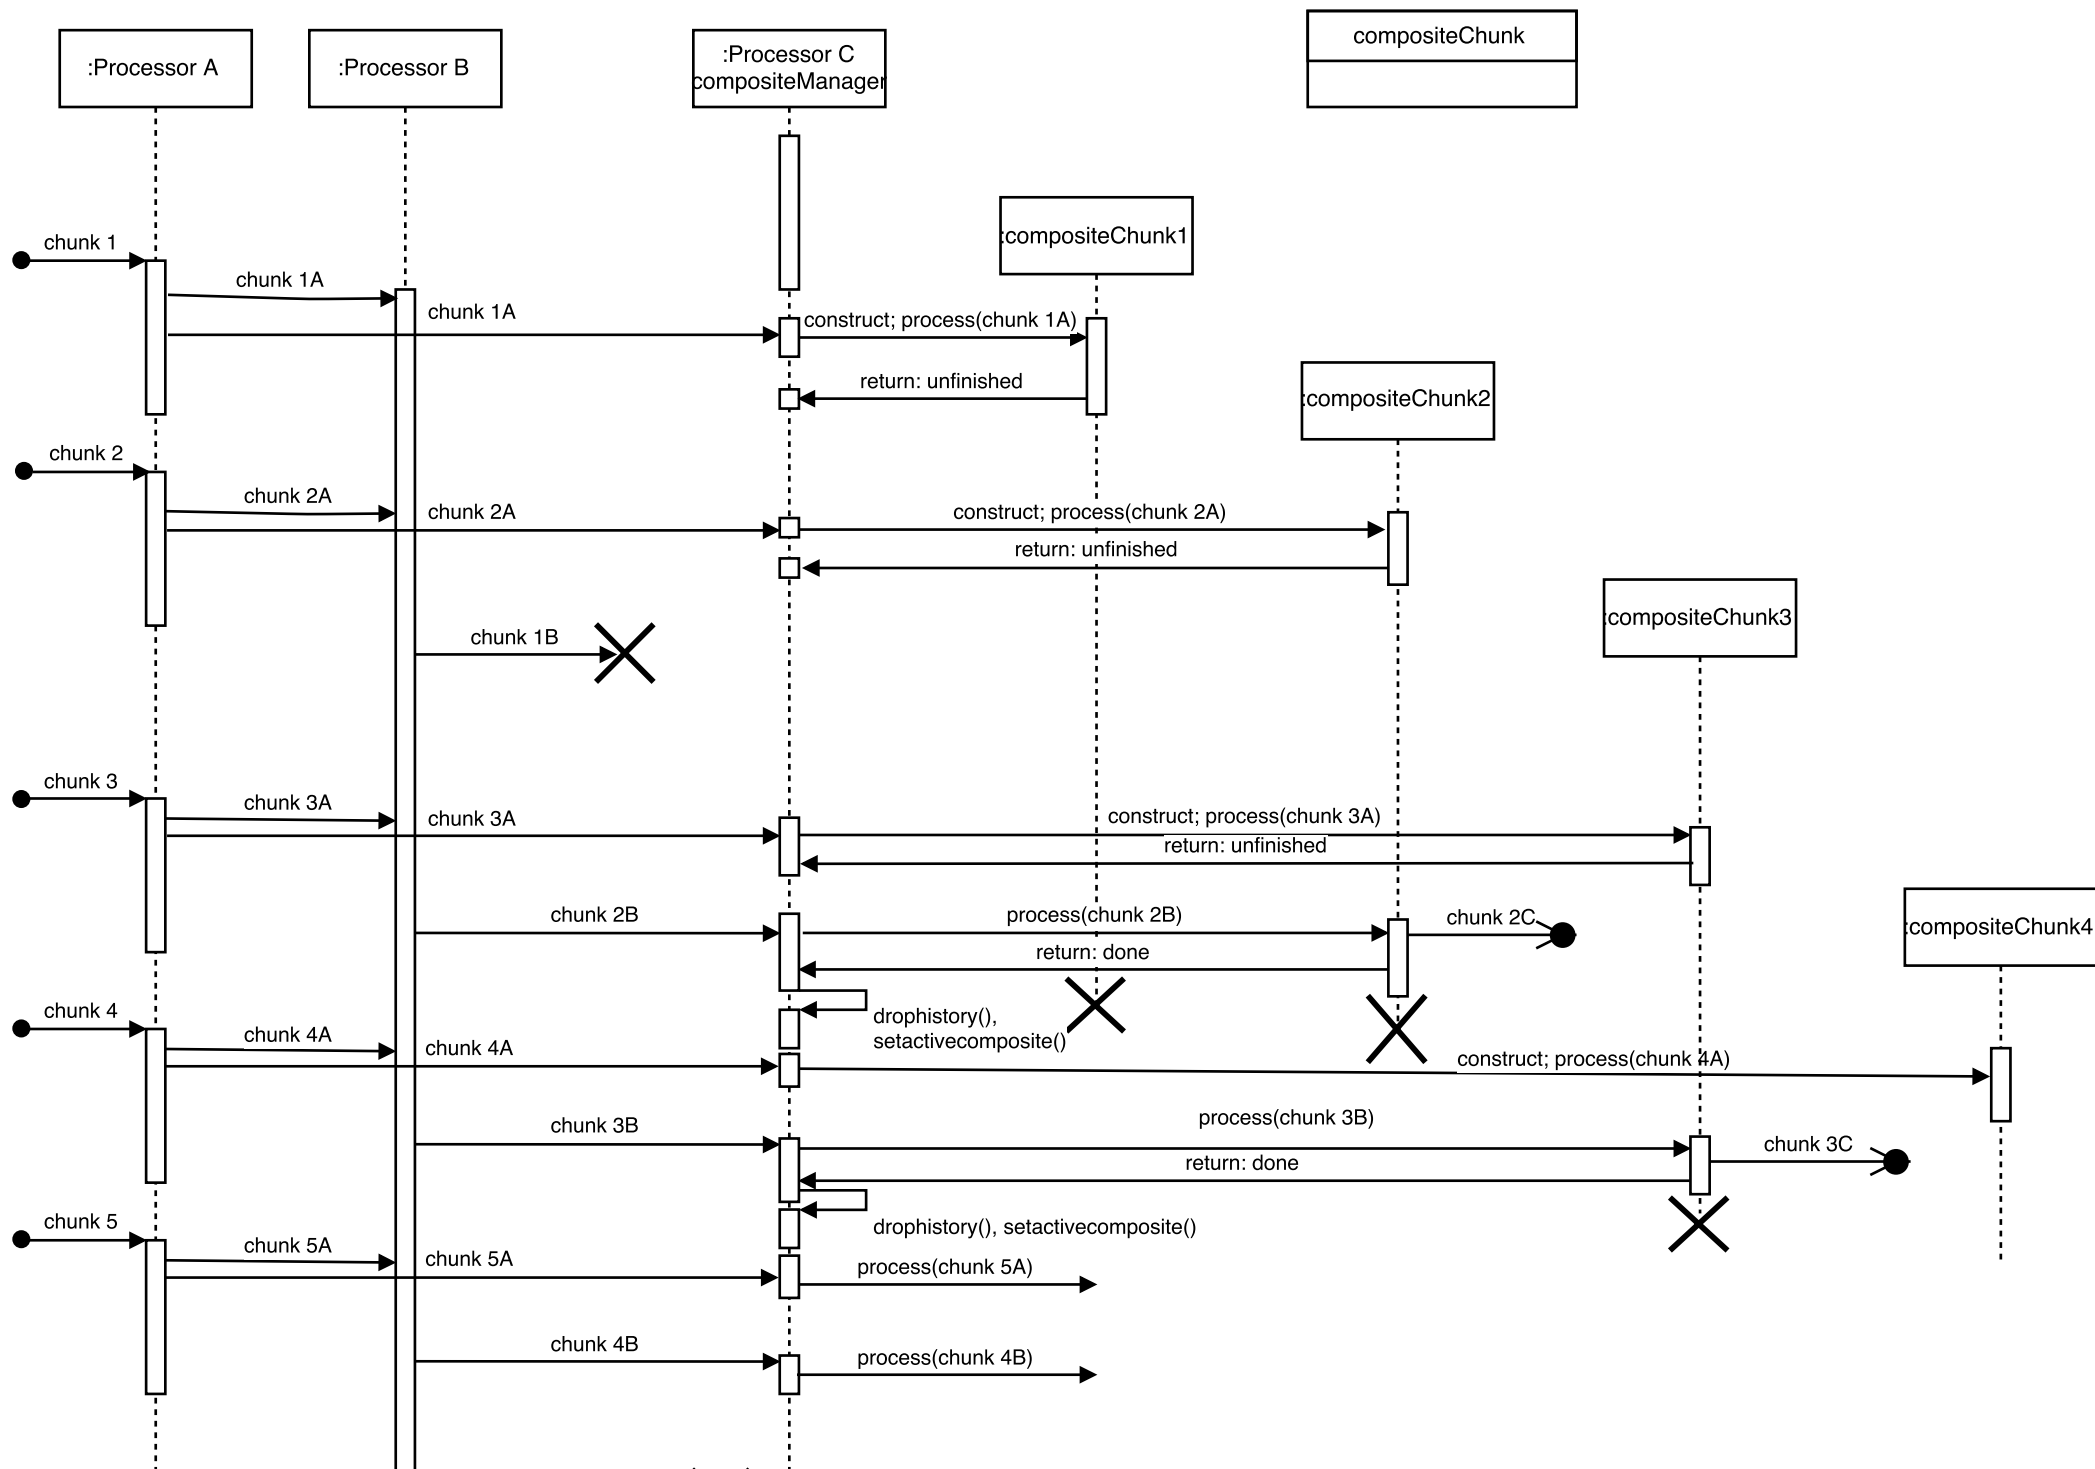 :Processor A
:Processor B
:Processor C
compositeManager
compositeChunk
:compositeChunk1
chunk 1
chunk 1A
chunk 1A
construct; process(chunk 1A)
return: unfinished
:compositeChunk2
chunk 2
chunk 2A
chunk 2A
construct; process(chunk 2A)
return: unfinished
:compositeChunk3
chunk 1B
chunk 3
chunk 3A
chunk 3A
construct; process(chunk 3A)
return: unfinished
chunk 2B
process(chunk 2B)
chunk 2C
:compositeChunk4
return: done
chunk 4
drophistory(),
setactivecomposite()
chunk 4A
chunk 4A
construct; process(chunk 4A)
chunk 3B
process(chunk 3B)
chunk 3C
return: done
chunk 5
drophistory(), setactivecomposite()
chunk 5A
chunk 5A
process(chunk 5A)
chunk 4B
process(chunk 4B)